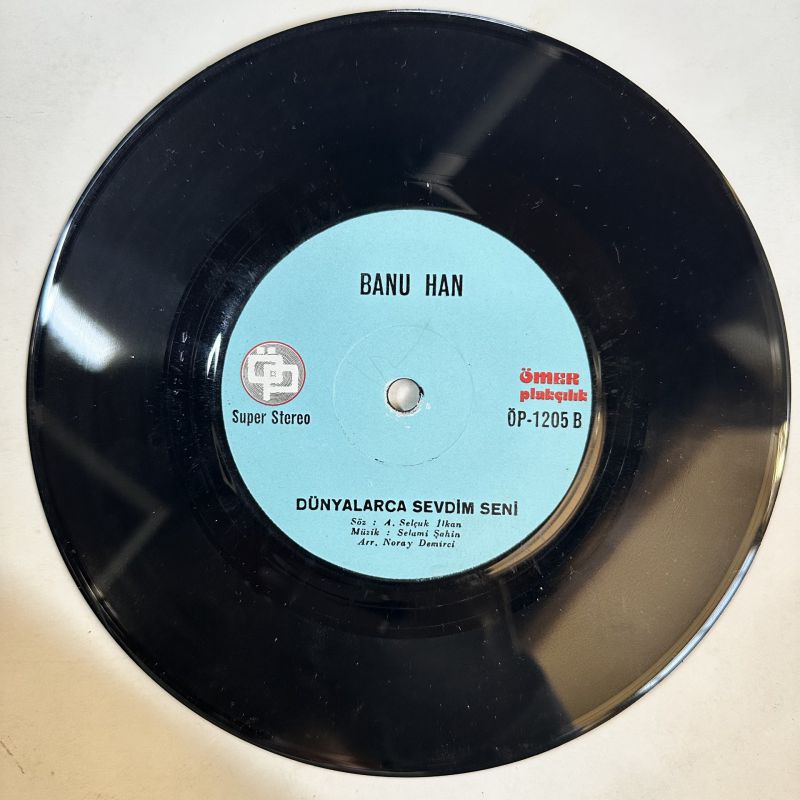 BANU HAN
ÖP
Super Stereo
ÖMER
plakçılık
ÖP-1205 B
DÜNYALARCA SEVDİM SENİ
Söz : A. Selçuk İlkan
Müzik : Selami Şahin
Arr. Noray Demirci